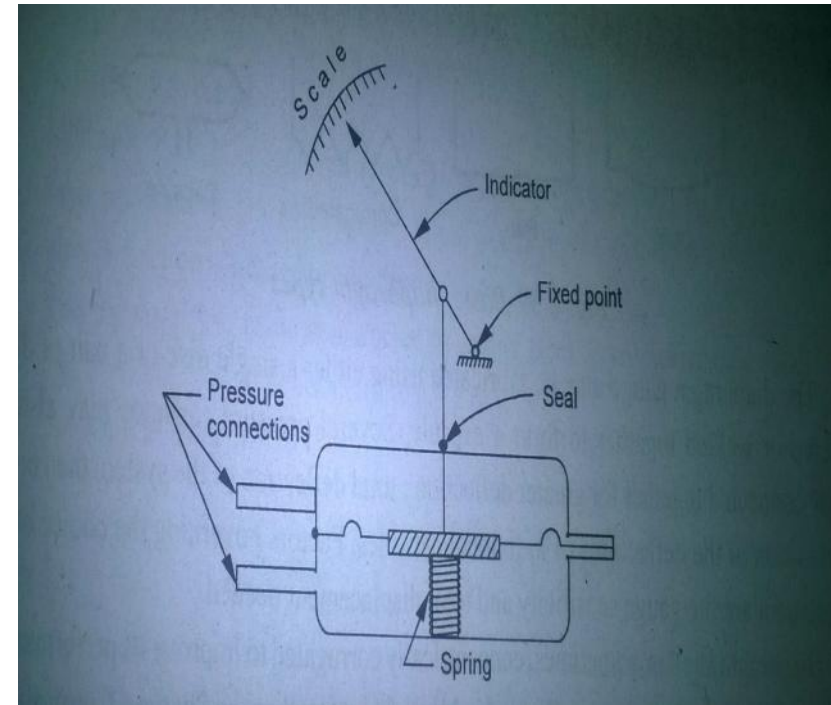 Scale
Indicator
Fixed point
Seal
Pressure
connections
Spring